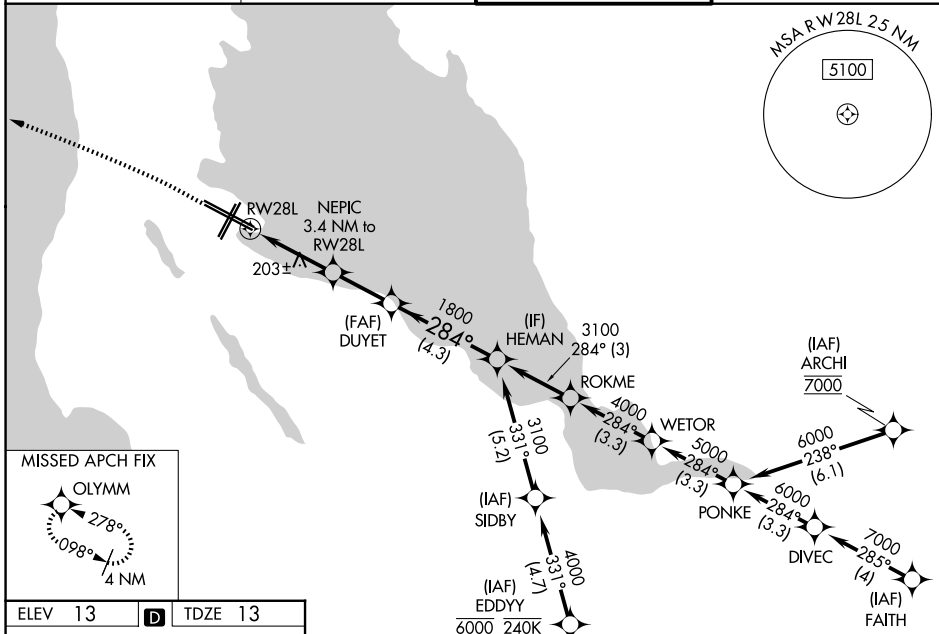 MSA RW28L 25 NM
5100
RW28L
NEPIC
3.4 NM to
RW28L
203±
(FAF)
DUYET
1800
284°
(4.3)
(IF)
HEMAN
3100
284° (3)
ROKME
4000
284°
(3.3)
WETOR
5000
284°
(3.3)
PONKE
(IAF)
ARCHI
7000
6000
238°
(6.1)
6000
284°
(3.3)
DIVEC
7000
285°
(4)
(IAF)
FAITH
3100
331°
(5.2)
(IAF)
SIDBY
4000
331°
(4.7)
(IAF)
EDDYY
6000 240K
MISSED APCH FIX
OLYMM
278°
098°
4 NM
ELEV 13 D TDZE 13